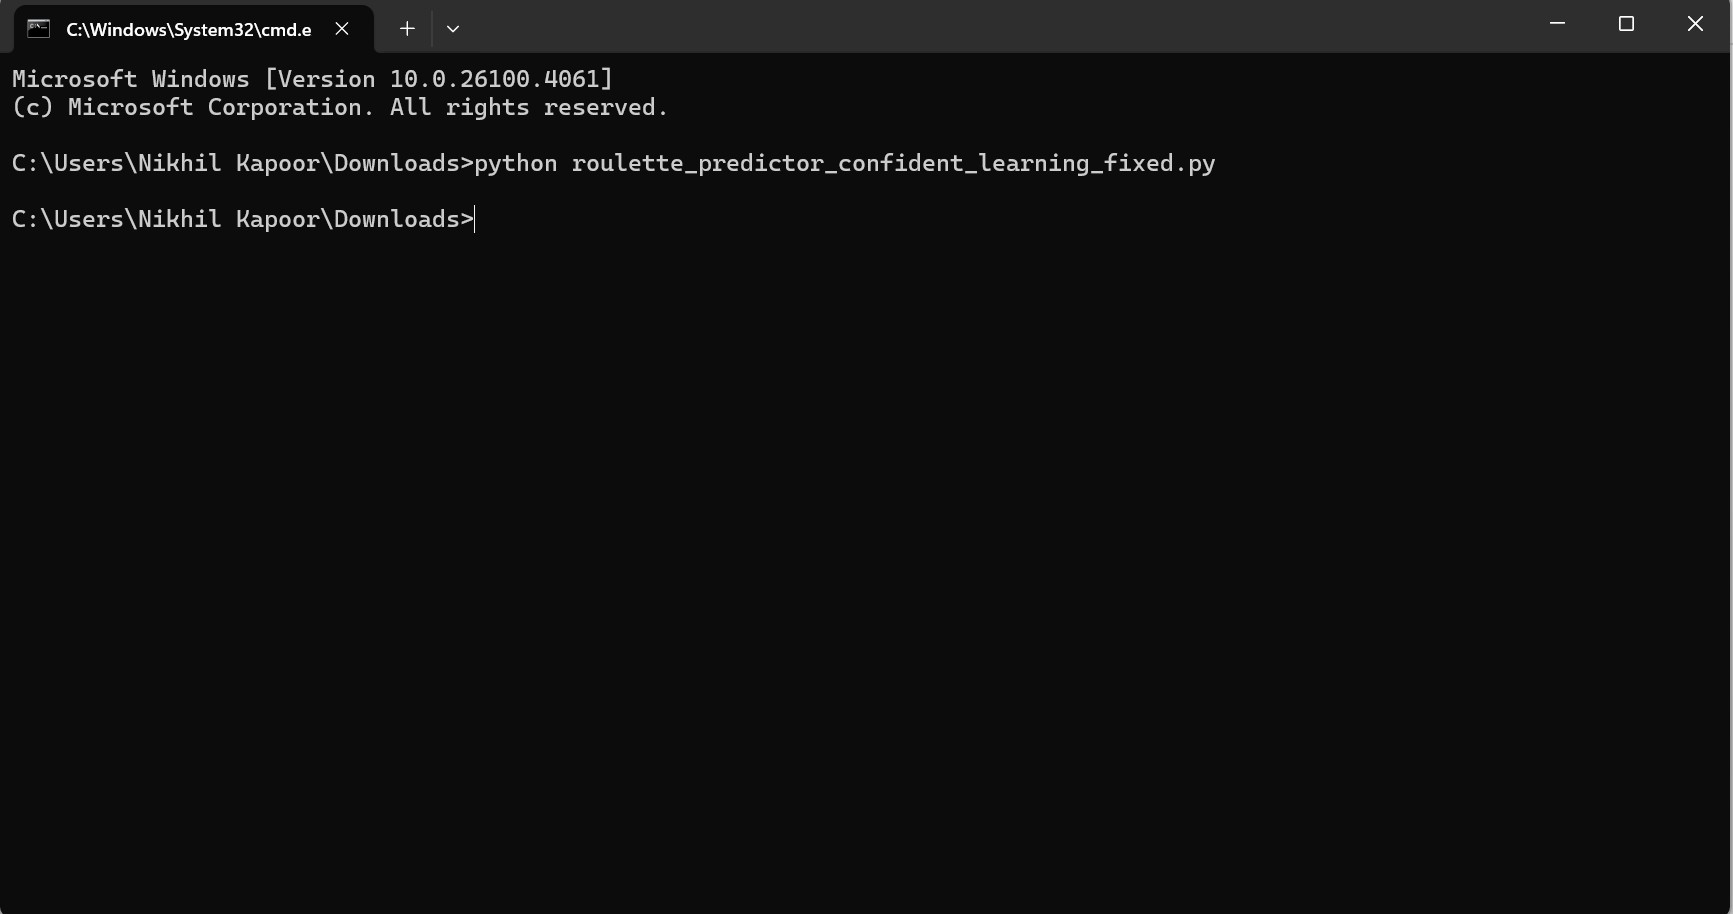 C:\Windows\System32\cmd.e
Microsoft Windows [Version 10.0.26100.4061]
(c) Microsoft Corporation. All rights reserved.
C:\Users\Nikhil Kapoor\Downloads>python roulette_predictor_confident_learning_fixed.py
C:\Users\Nikhil Kapoor\Downloads>